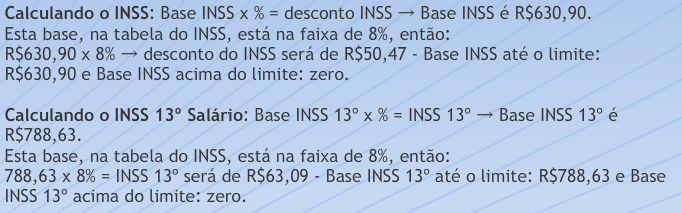 Calculando o INSS: Base INSS x % = desconto INSS → Base INSS é R$630,90.
Esta base, na tabela do INSS, está na faixa de 8%, então:
R$630,90 x 8% → desconto do INSS será de R$50,47 - Base INSS até o limite:
R$630,90 e Base INSS acima do limite: zero.
Calculando o INSS 13º Salário: Base INSS 13º x % = INSS 13º → Base INSS 13º é
R$788,63.
Esta base, na tabela do INSS, está na faixa de 8%, então:
788,63 x 8% = INSS 13º será de R$63,09 - Base INSS 13º até o limite: R$788,63 e Base
INSS 13º acima do limite: zero.